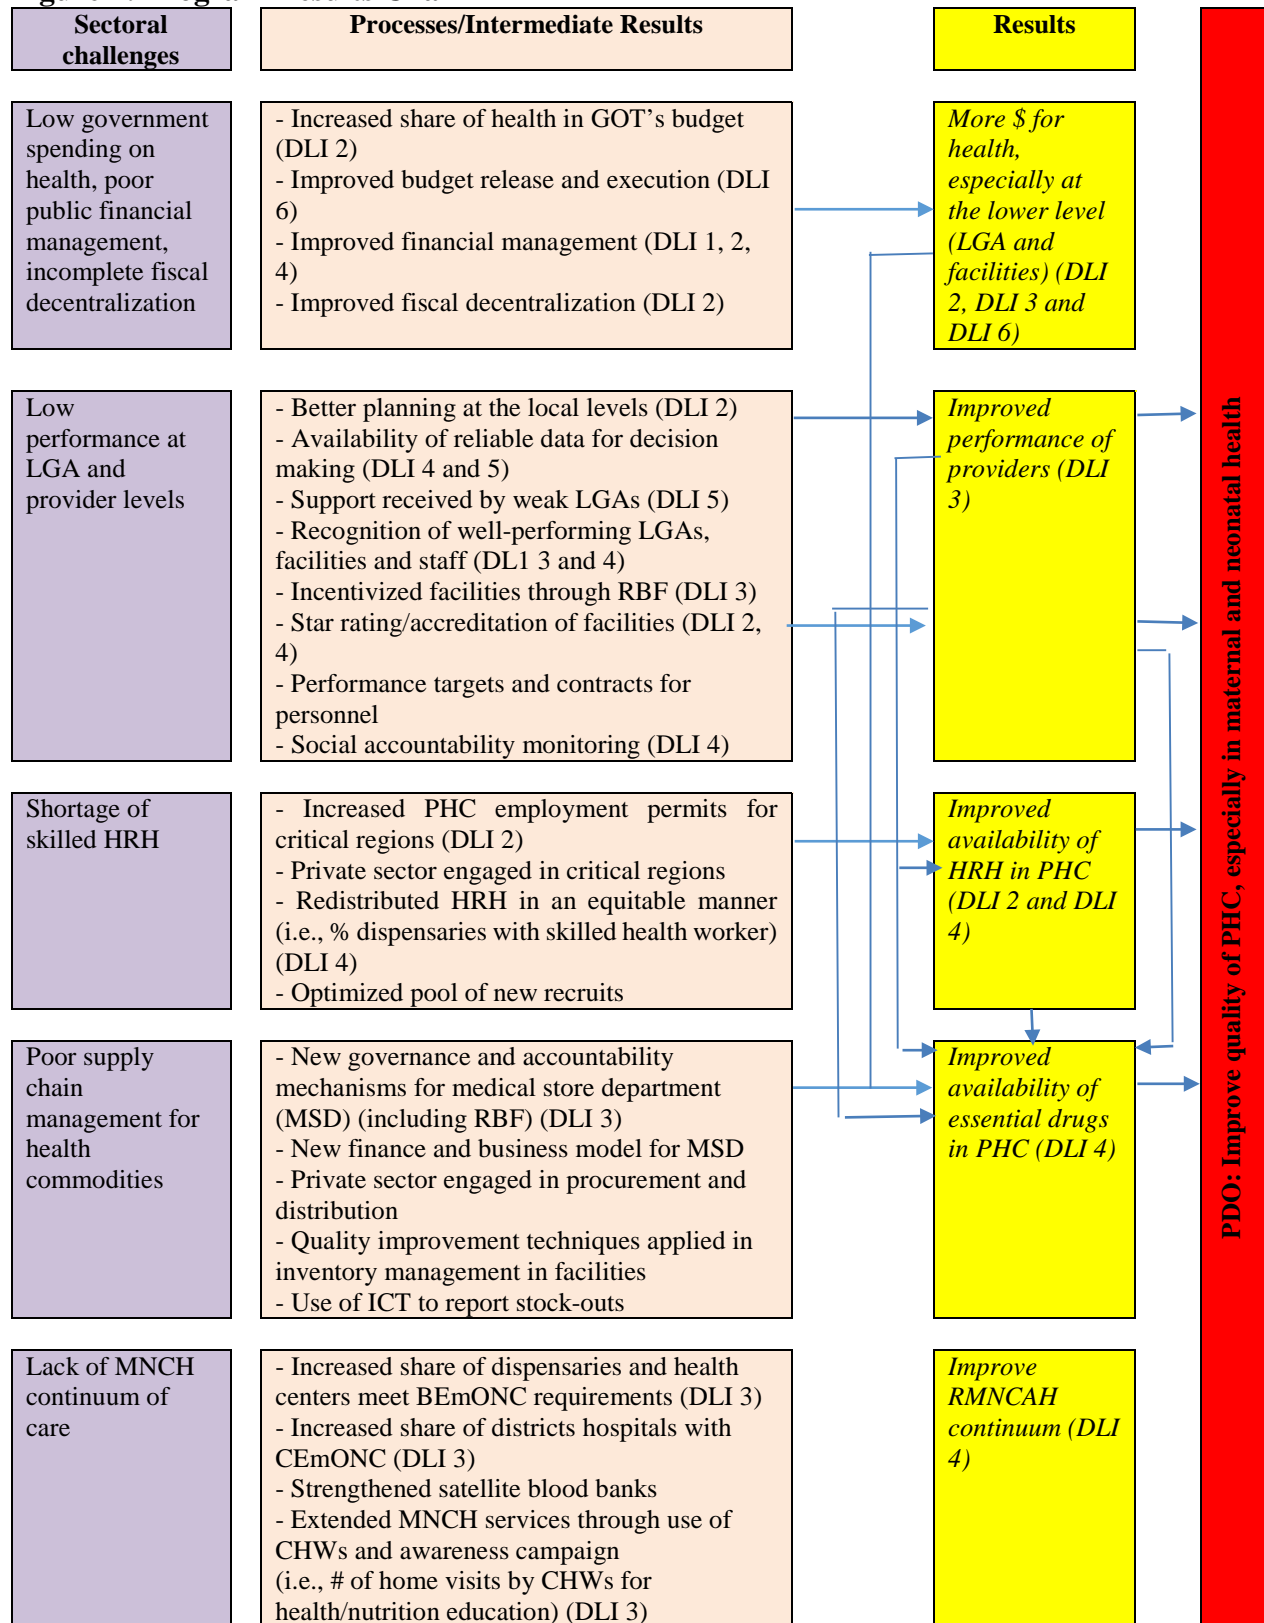 Sectoral
challenges
Processes/Intermediate Results
Results
Low government
spending on
health, poor
public financial
management,
incomplete fiscal
decentralization
- Increased share of health in GOT's budget
(DLI 2)
- Improved budget release and execution (DLI
6)
- Improved financial management (DLI 1, 2,
4)
- Improved fiscal decentralization (DLI 2)
More $ for
health,
especially at
the lower level
(LGA and
facilities) (DLI
2, DLI 3 and
DLI 6)
Low
performance at
LGA and
provider levels
- Better planning at the local levels (DLI 2)
- Availability of reliable data for decision
making (DLI 4 and 5)
- Support received by weak LGAs (DLI 5)
- Recognition of well-performing LGAs,
facilities and staff (DL1 3 and 4)
- Incentivized facilities through RBF (DLI 3)
- Star rating/accreditation of facilities (DLI 2,
4)
- Performance targets and contracts for
personnel
- Social accountability monitoring (DLI 4)
Improved
performance of
providers (DLI
3)
Shortage of
skilled HRH
- Increased PHC employment permits for
critical regions (DLI 2)
- Private sector engaged in critical regions
- Redistributed HRH in an equitable manner
(i.e., % dispensaries with skilled health worker)
(DLI 4)
- Optimized pool of new recruits
Improved
availability of
HRH in PHC
(DLI 2 and DLI
4)
Poor supply
chain
management for
health
commodities
- New governance and accountability
mechanisms for medical store department
(MSD) (including RBF) (DLI 3)
- New finance and business model for MSD
- Private sector engaged in procurement and
distribution
- Quality improvement techniques applied in
inventory management in facilities
- Use of ICT to report stock-outs
Improved
availability of
essential drugs
in PHC (DLI 4)
Lack of MNCH
continuum of
care
- Increased share of dispensaries and health
centers meet BEmONC requirements (DLI 3)
- Increased share of districts hospitals with
CEmONC (DLI 3)
- Strengthened satellite blood banks
- Extended MNCH services through use of
CHWs and awareness campaign
(i.e., # of home visits by CHWs for
health/nutrition education) (DLI 3)
Improve
RMNCAH
continuum (DLI
4)
PDO: Improve quality of PHC, especially in maternal and neonatal health